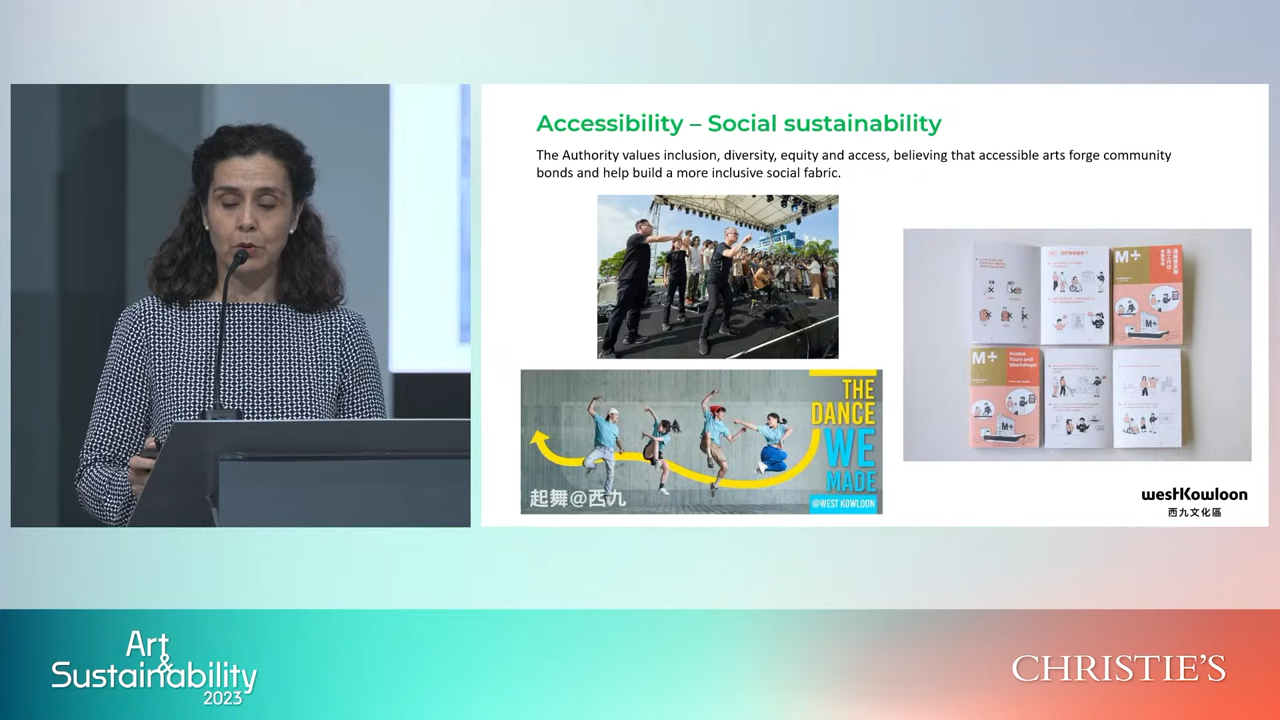 Accessibility – Social sustainability
The Authority values inclusion, diversity, equity and access, believing that accessible arts forge community
bonds and help build a more inclusive social fabric.
M+
M+
M+
Access
Tours and
Workshops
M+
THE
DANCE
WE
MADE
@WEST KOWLOON
起舞@西九
westKowloon
西九文化區
Art
&
Sustainability
2023
CHRISTIE'S